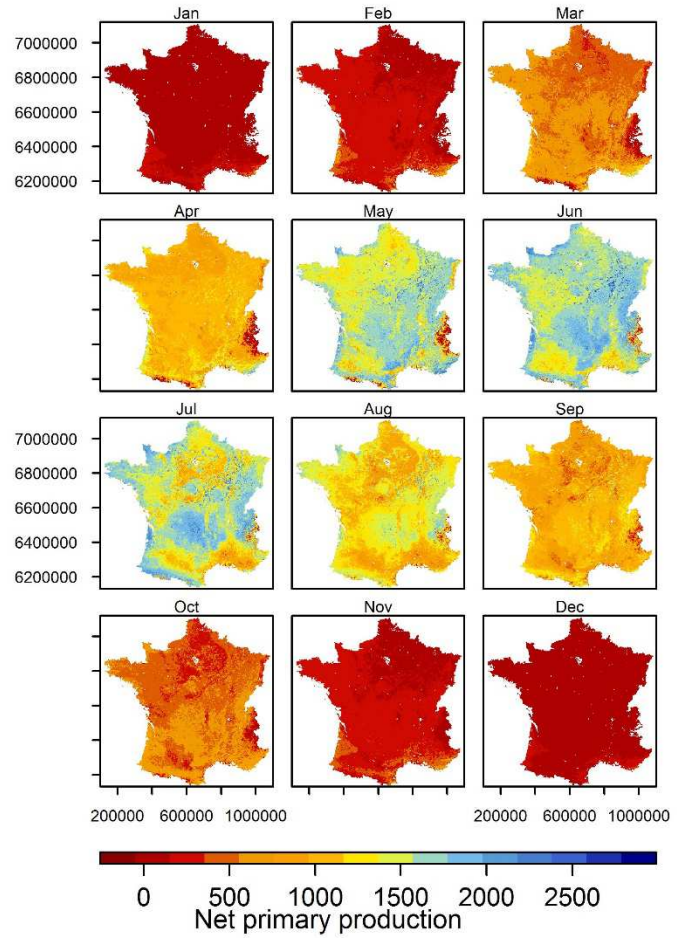 Jan Feb Mar
7000000
6800000
6600000
6400000
6200000
Apr May Jun
Jul Aug Sep
7000000
6800000
6600000
6400000
6200000
Oct Nov Dec
200000 600000 1000000 200000 600000 1000000
0 500 1000 1500 2000 2500
Net primary production